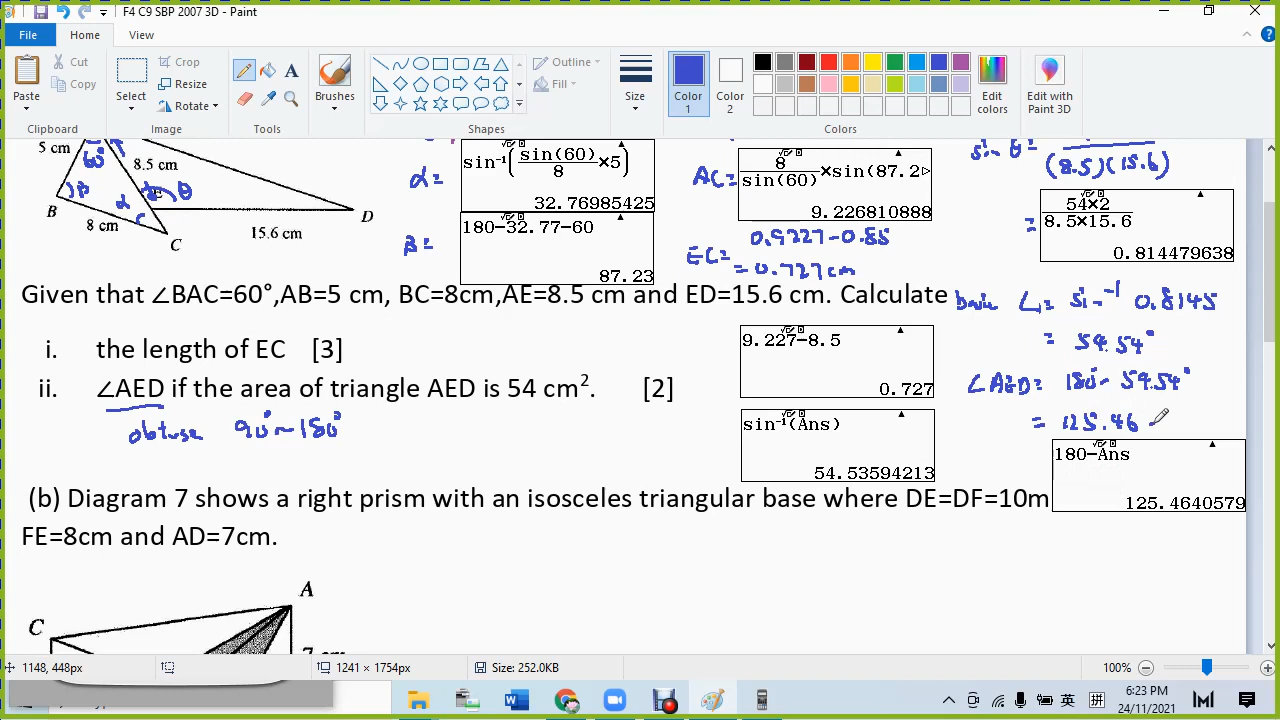 F4 C9 SBP 2007 3D - Paint
File Home View
Paste
Cut
Copy
Clipboard
Select
Crop
Resize
Rotate
Image
Tools
Brushes
Shapes
Outline
Fill
Size
Color 1
Color 2
Colors
Edit colors
Edit with Paint 3D
5 cm
60°
8.5 cm
β
α
θ
B
8 cm
C
15.6 cm
D
α =
sin⁻¹(sin(60)/8 ×5)
32.76985425
β =
180-32.77-60
87.23
AC =
8/sin(60) ×sin(87.2
9.226810888
EC = 0.9227-0.85
= 0.727cm
sin θ =
(8.5)(15.6)
= 54×2/8.5×15.6
0.814479638
Given that ∠BAC=60°,AB=5 cm, BC=8cm,AE=8.5 cm and ED=15.6 cm. Calculate
i. the length of EC [3]
ii. ∠AED if the area of triangle AED is 54 cm². [2]
obtuse 90° ~ 180°
9.227-8.5
0.727
sin⁻¹(Ans)
54.53594213
∠ = sin⁻¹ 0.8145
= 54.54°
∠AED = 180° - 54.54°
= 125.46
180-Ans
125.4640579
(b) Diagram 7 shows a right prism with an isosceles triangular base where DE=DF=10m
FE=8cm and AD=7cm.
A
C
7 cm
1148, 448px
1241 × 1754px
Size: 252.0KB
100%
英
拼
6:23 PM
24/11/2021